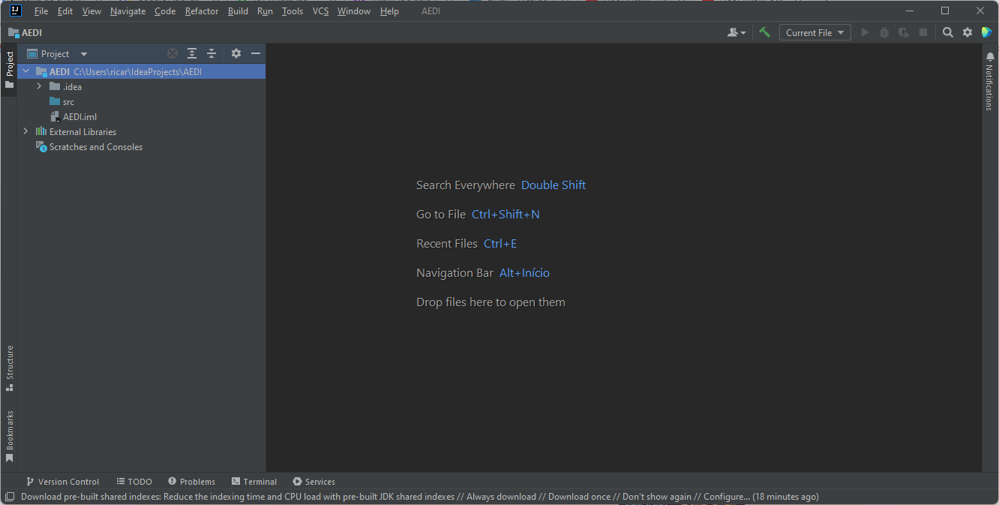 IJ File Edit View Navigate Code Refactor Build Run Tools VCS Window Help AEDI
AEDI
Current File
Project
Project
AEDI C:\Users\ricar\IdeaProjects\AEDI
.idea
src
AEDI.iml
External Libraries
Scratches and Consoles
Search Everywhere Double Shift
Go to File Ctrl+Shift+N
Recent Files Ctrl+E
Navigation Bar Alt+Início
Drop files here to open them
Notifications
Structure
Bookmarks
Version Control TODO Problems Terminal Services
Download pre-built shared indexes: Reduce the indexing time and CPU load with pre-built JDK shared indexes // Always download // Download once // Don't show again // Configure... (18 minutes ago)